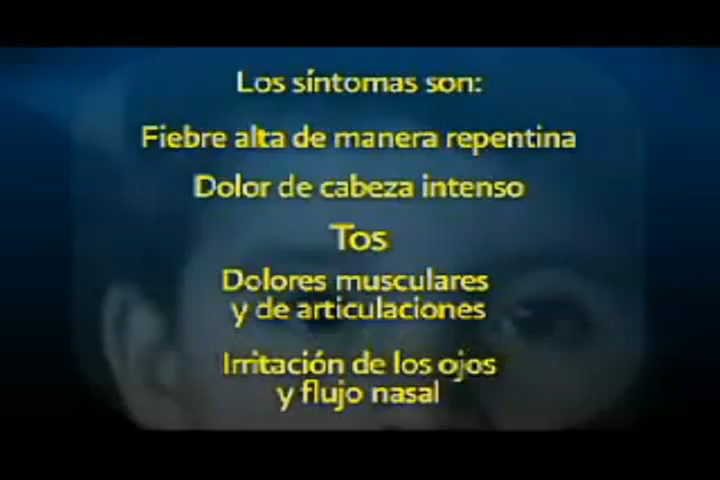 Los síntomas son:
Fiebre alta de manera repentina
Dolor de cabeza intenso
Tos
Dolores musculares
y de articulaciones
Irritación de los ojos
y flujo nasal